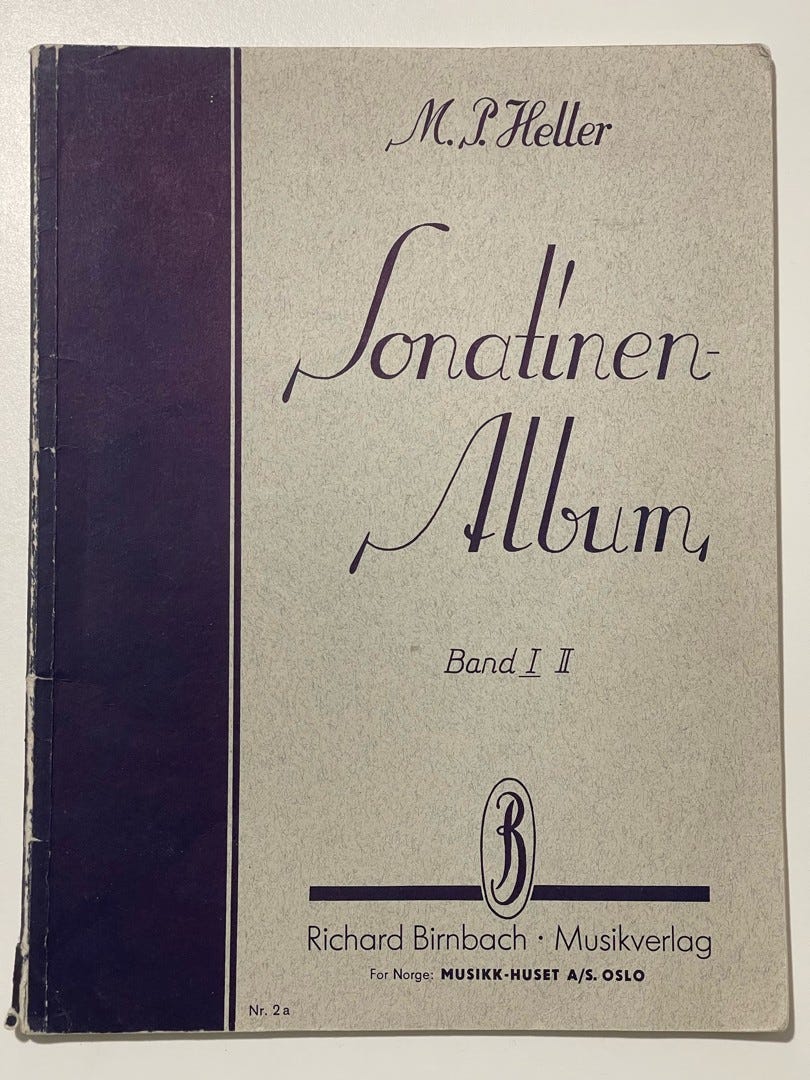 M. P. Heller
Sonatinen-
Album
Band I II
B
Richard Birnbach · Musikverlag
For Norge: MUSIKK-HUSET A/S. OSLO
Nr. 2a